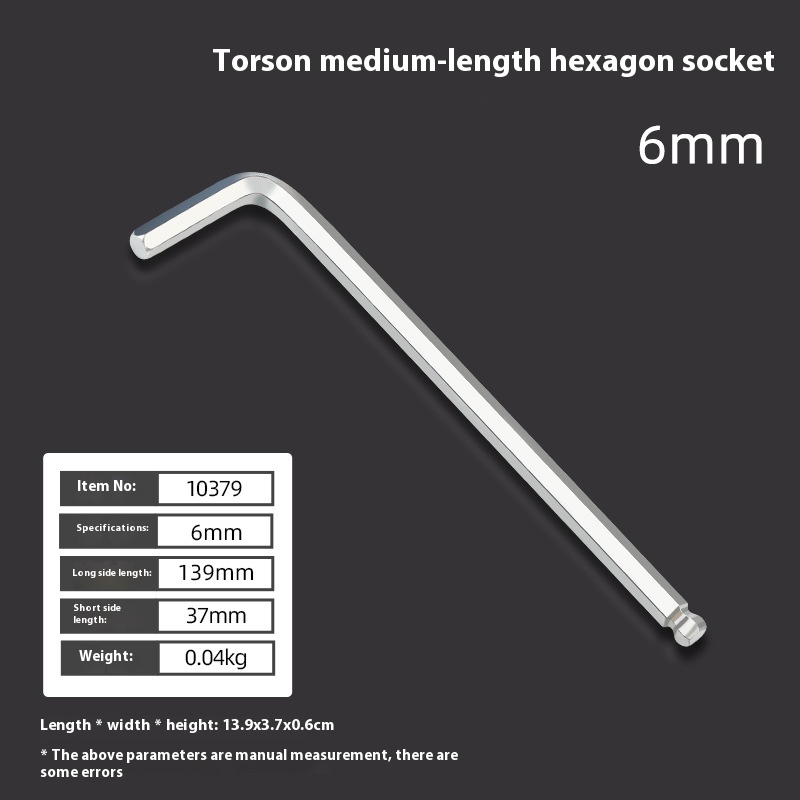 Torson medium-length hexagon socket
6mm
Item No: 10379
Specifications: 6mm
Long side length: 139mm
Short side
length: 37mm
Weight: 0.04kg
Length * width * height: 13.9x3.7x0.6cm
* The above parameters are manual measurement, there are
some errors